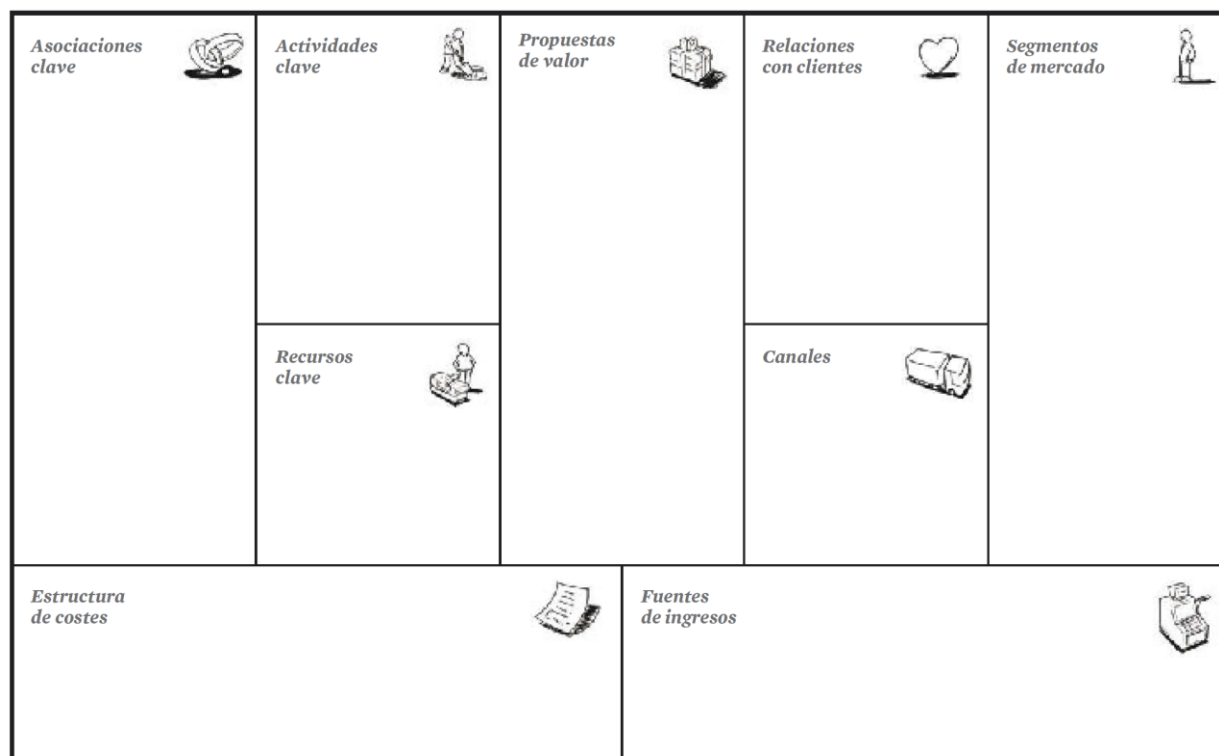 Asociaciones
clave
Actividades
clave
Propuestas
de valor
Relaciones
con clientes
Segmentos
de mercado
Recursos
clave
Canales
Estructura
de costes
Fuentes
de ingresos